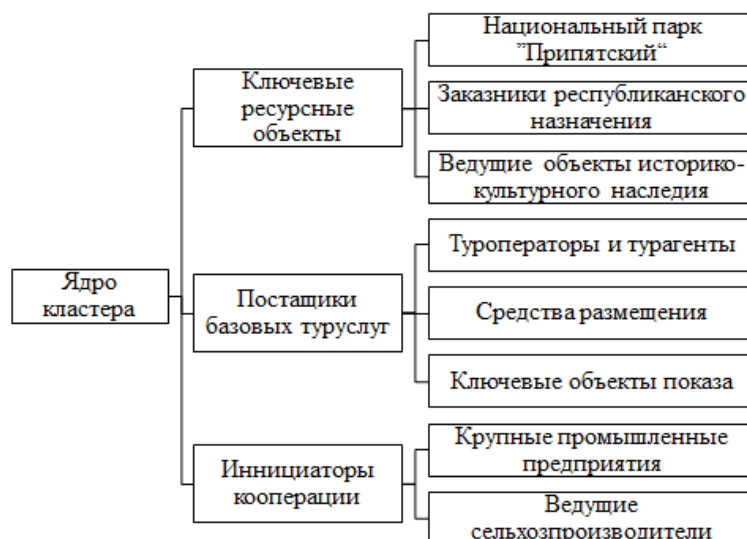 Ядро
кластера
Ключевые
ресурсные
объекты
Национальный парк
”Припятский“
Заказники республиканского
назначения
Ведущие объекты историко-
культурного наследия
Постащики
базовых туруслуг
Туроператоры и турагенты
Средства размещения
Ключевые объекты показа
Иннициаторы
кооперации
Крупные промышленные
предприятия
Ведущие
сельхозпроизводители